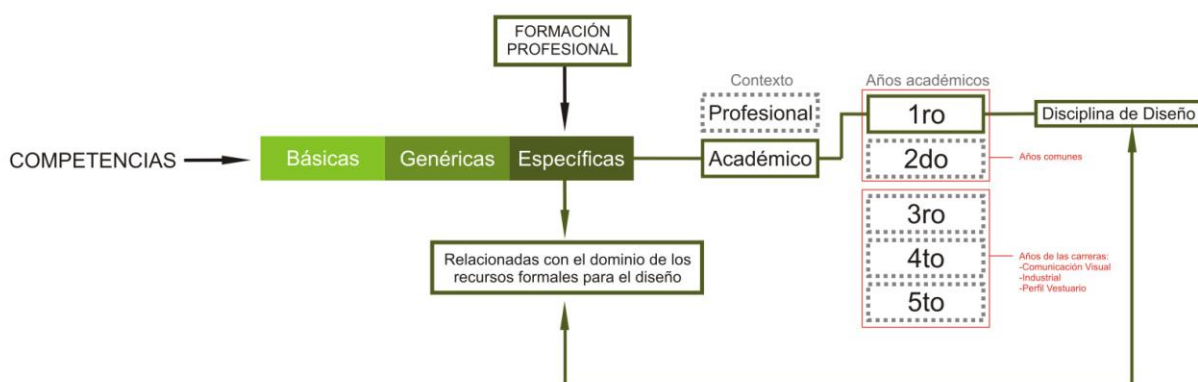 FORMACIÓN
PROFESIONAL
Contexto
Años académicos
Profesional
1ro
Disciplina de Diseño
COMPETENCIAS
Básicas
Genéricas
Específicas
Académico
2do
Años comunes
3ro
Relacionadas con el dominio de los
recursos formales para el diseño
4to
Años de las carreras:
-Comunicación Visual
-Industrial
-Perfil Vestuario
5to